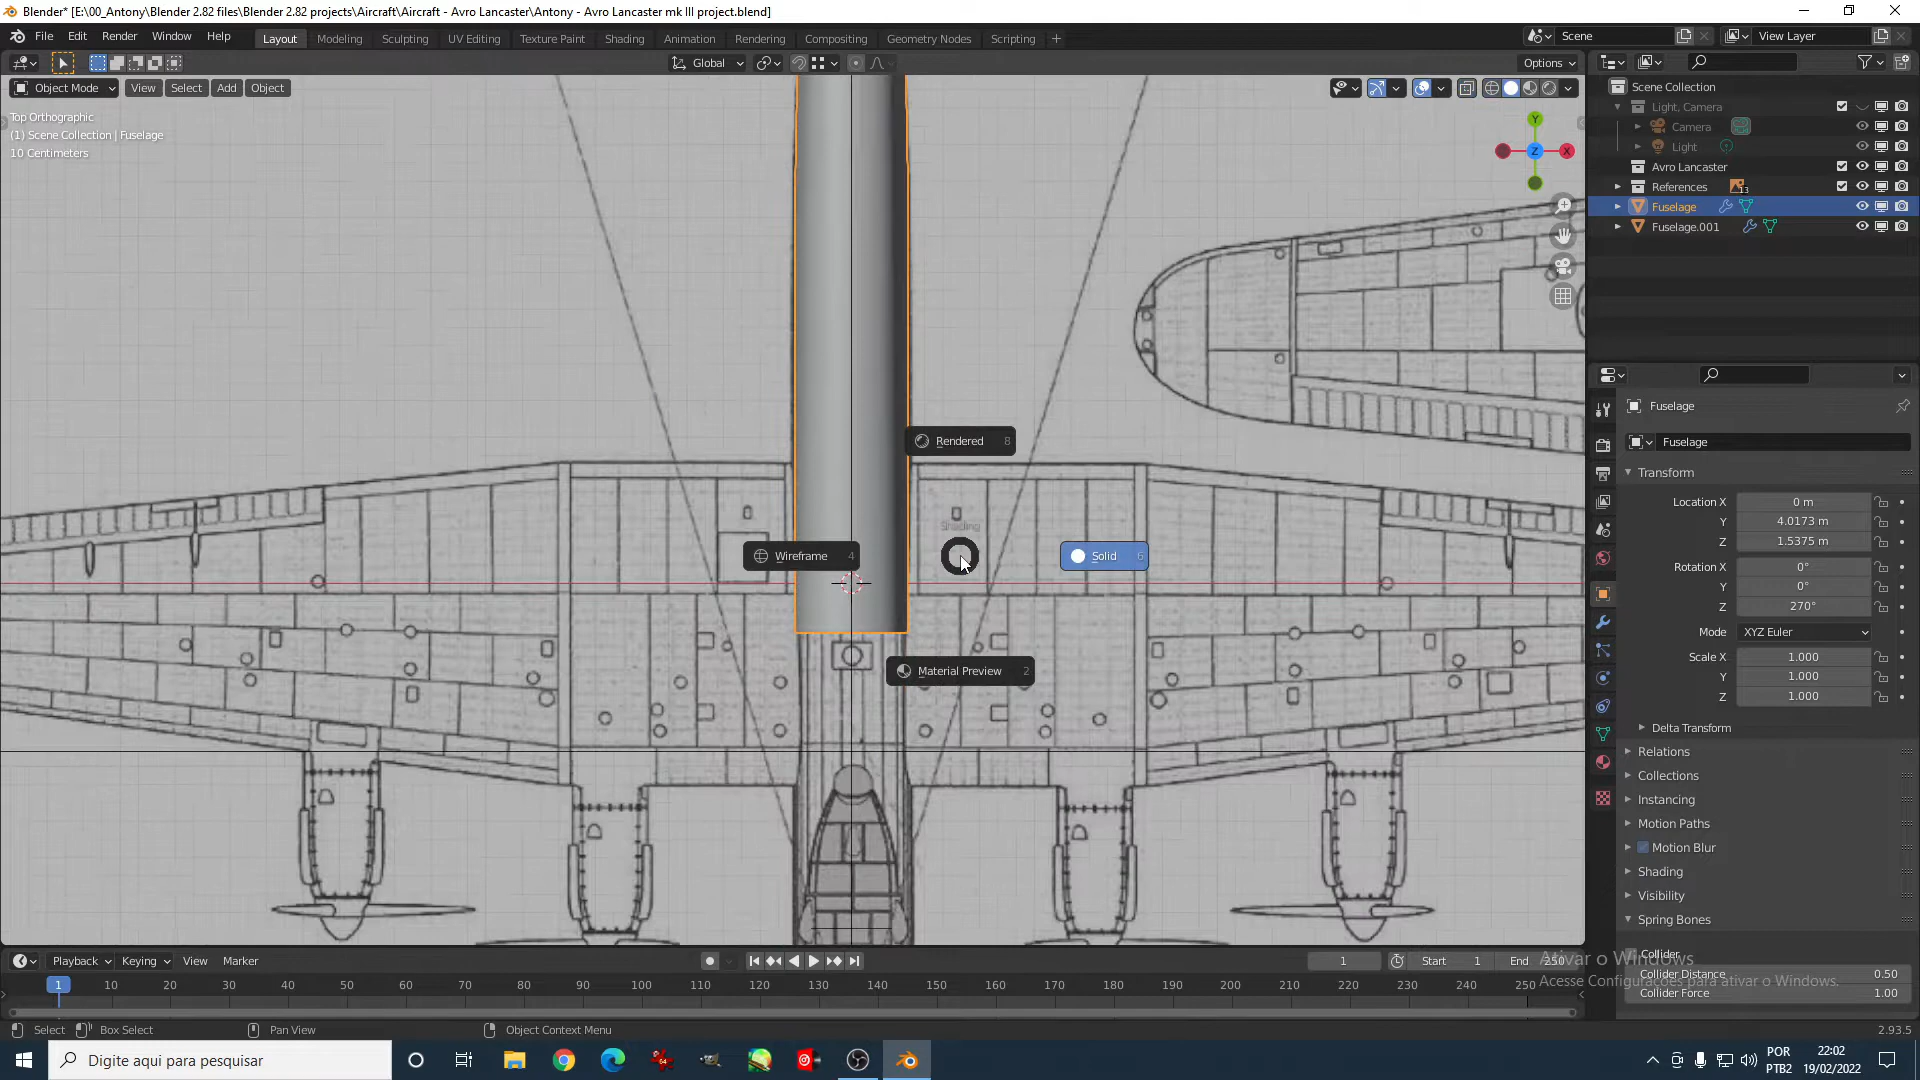 Blender* [E:\00_Antony\Blender 2.82 files\Blender 2.82 projects\Aircraft\Aircraft - Avro Lancaster\Antony - Avro Lancaster mk III project.blend]
File Edit Render Window Help
Layout Modeling Sculpting UV Editing Texture Paint Shading Animation Rendering Compositing Geometry Nodes Scripting +
Scene
View Layer
Global
Options
Object Mode View Select Add Object
Top Orthographic
(1) Scene Collection | Fuselage
10 Centimeters
Y
Z
X
Rendered 8
Shading
Wireframe 4
Solid 6
Material Preview 2
Scene Collection
Light, Camera
Camera
Light
Avro Lancaster
References 13
Fuselage
Fuselage.001
Fuselage
Fuselage
Transform
Location X 0 m
Y 4.0173 m
Z 1.5375 m
Rotation X 0°
Y 0°
Z 270°
Mode XYZ Euler
Scale X 1.000
Y 1.000
Z 1.000
Delta Transform
Relations
Collections
Instancing
Motion Paths
Motion Blur
Shading
Visibility
Spring Bones
Collider
Collider Distance 0.50
Collider Force 1.00
Ativar o Windows
Acesse Configurações para ativar o Windows.
Playback Keying View Marker
1
Start 1
End 250
1 10 20 30 40 50 60 70 80 90 100 110 120 130 140 150 160 170 180 190 200 210 220 230 240 250
Select Box Select Pan View Object Context Menu
2.93.5
Digite aqui para pesquisar
64
POR
PTB2
22:02
19/02/2022